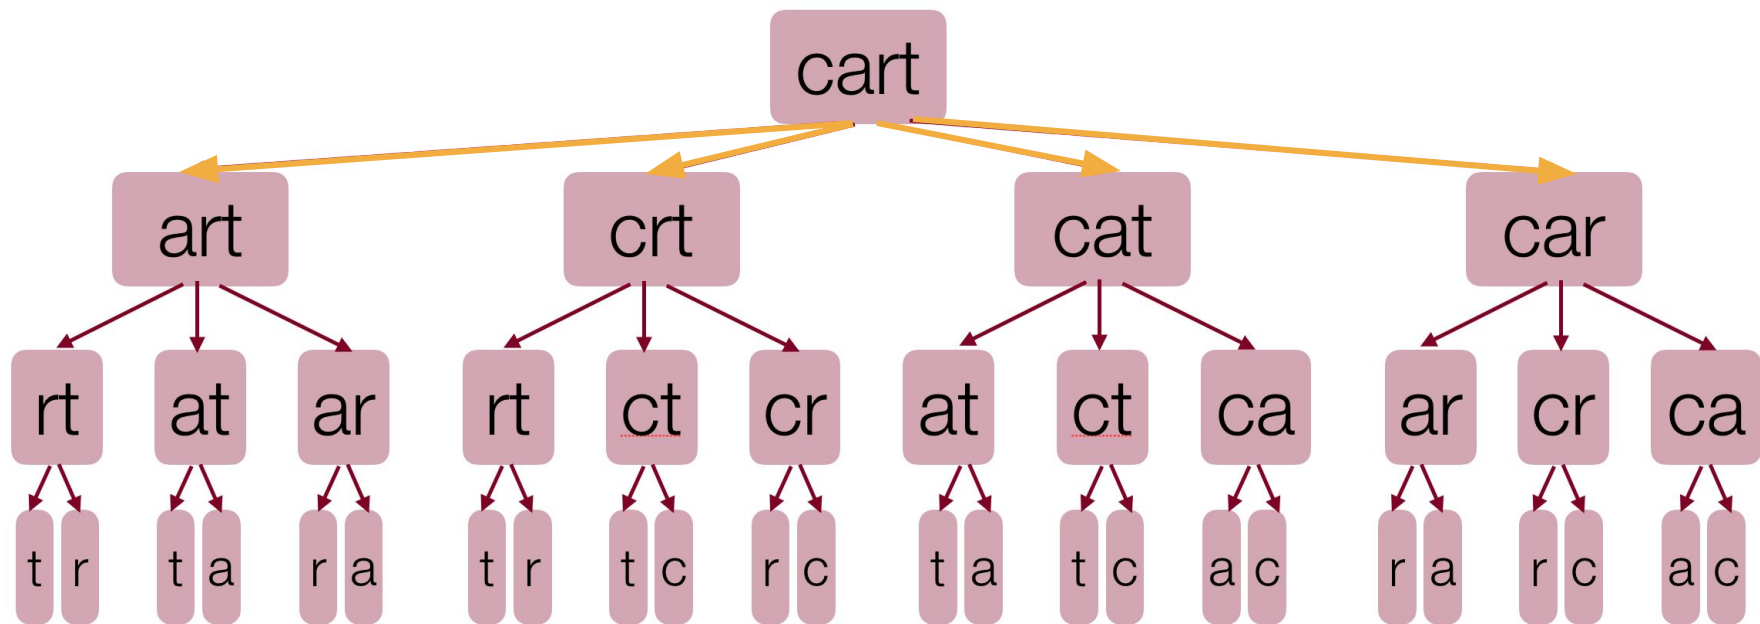 cart
art crt cat car
rt at ar rt ct cr at ct ca ar cr ca
t r t a r a t r t c r c t a t c a c r a r c a c